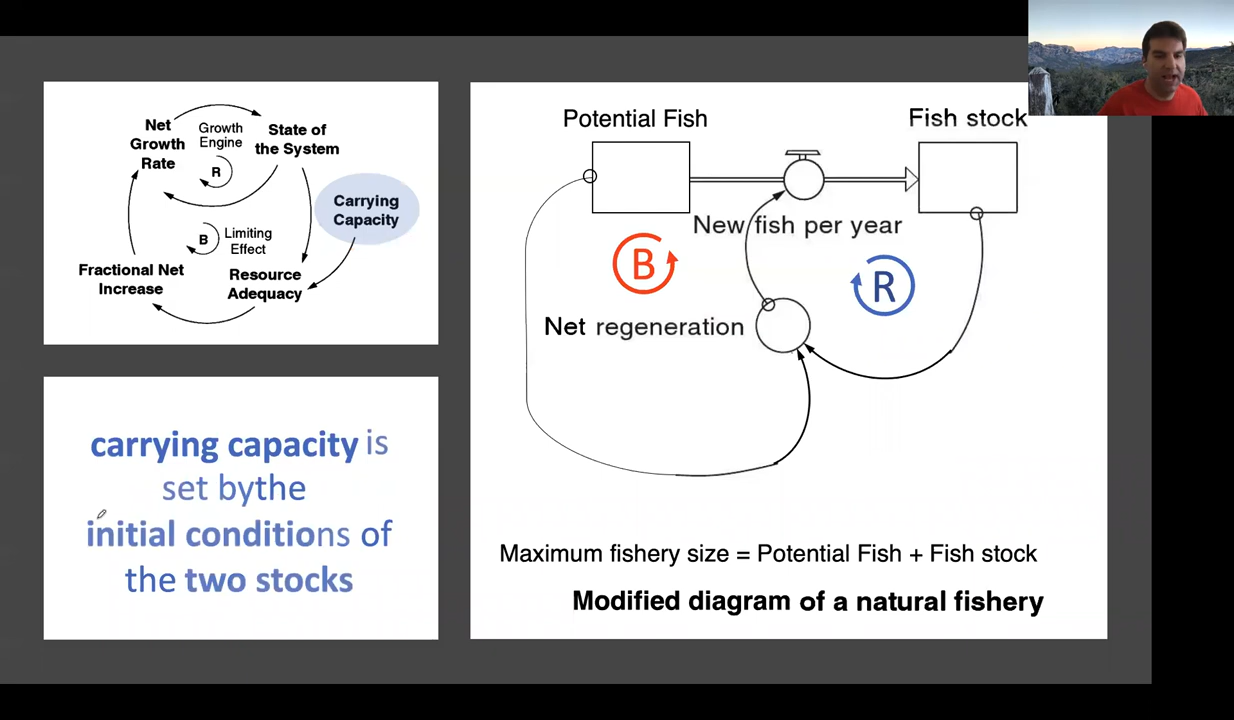 Net
Growth
Rate
Growth
Engine
R
State of
the System
Carrying
Capacity
B
Limiting
Effect
Fractional Net
Increase
Resource
Adequacy
carrying capacity is
set bythe
initial conditions of
the two stocks
Potential Fish
Fish stock
New fish per year
B
R
Net regeneration
Maximum fishery size = Potential Fish + Fish stock
Modified diagram of a natural fishery